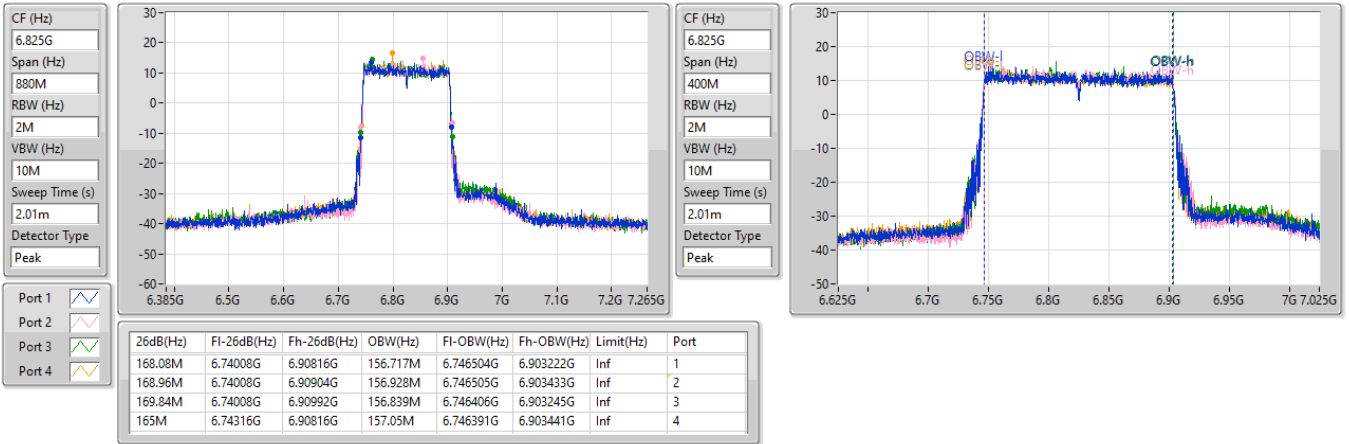 CF (Hz)
6.825G
Span (Hz)
880M
RBW (Hz)
2M
VBW (Hz)
10M
Sweep Time (s)
2.01m
Detector Type
Peak
30
20
10
0
-10
-20
-30
-40
-50
-60
6.385G 6.5G 6.6G 6.7G 6.8G 6.9G 7G 7.1G 7.2G 7.265G
CF (Hz)
6.825G
Span (Hz)
400M
RBW (Hz)
2M
VBW (Hz)
10M
Sweep Time (s)
2.01m
Detector Type
Peak
30
20
10
0
-10
-20
-30
-40
-50
OBW-l
OBW-h
6.625G 6.7G 6.75G 6.8G 6.85G 6.9G 6.95G 7G 7.025G
Port 1
Port 2
Port 3
Port 4
26dB(Hz) Fl-26dB(Hz) Fh-26dB(Hz) OBW(Hz) Fl-OBW(Hz) Fh-OBW(Hz) Limit(Hz) Port
168.08M 6.74008G 6.90816G 156.717M 6.746504G 6.903222G Inf 1
168.96M 6.74008G 6.90904G 156.928M 6.746505G 6.903433G Inf 2
169.84M 6.74008G 6.90992G 156.839M 6.746406G 6.903245G Inf 3
165M 6.74316G 6.90816G 157.05M 6.746391G 6.903441G Inf 4